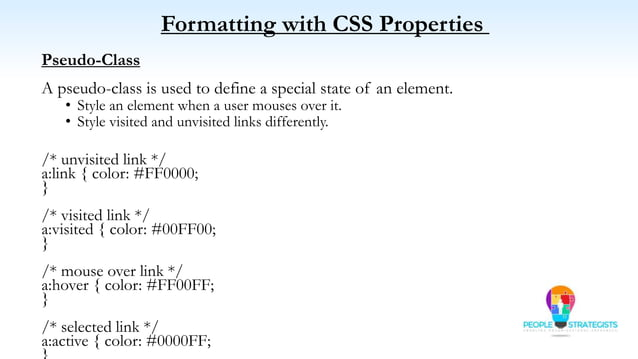 Formatting with CSS Properties
Pseudo-Class
A pseudo-class is used to define a special state of an element.
• Style an element when a user mouses over it.
• Style visited and unvisited links differently.
/* unvisited link */
a:link { color: #FF0000;
}
/* visited link */
a:visited { color: #00FF00;
}
/* mouse over link */
a:hover { color: #FF00FF;
}
/* selected link */
a:active { color: #0000FF;
}
PEOPLE STRATEGISTS